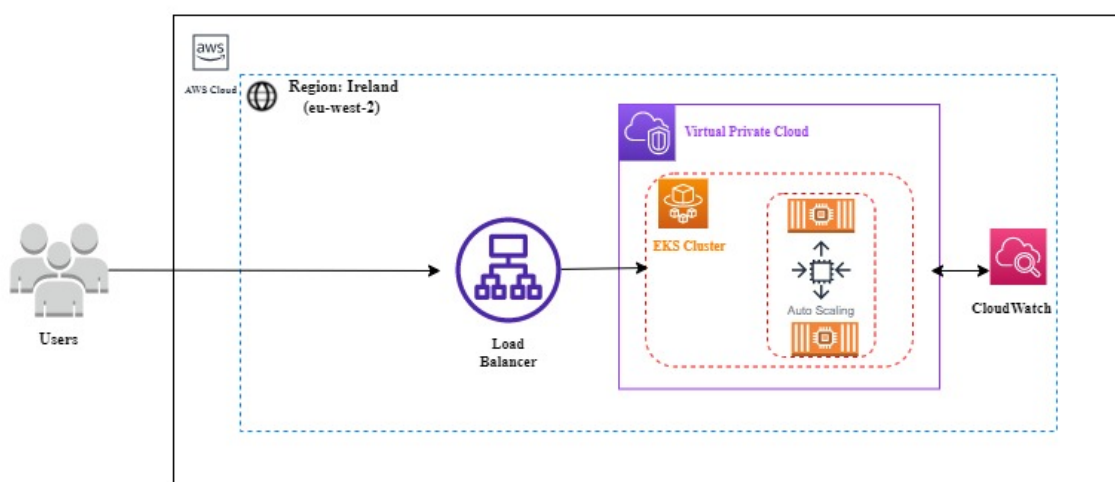 aws
AWS Cloud
Region: Ireland
(eu-west-2)
Virtual Private Cloud
EKS Cluster
Auto Scaling
Users
Load
Balancer
CloudWatch